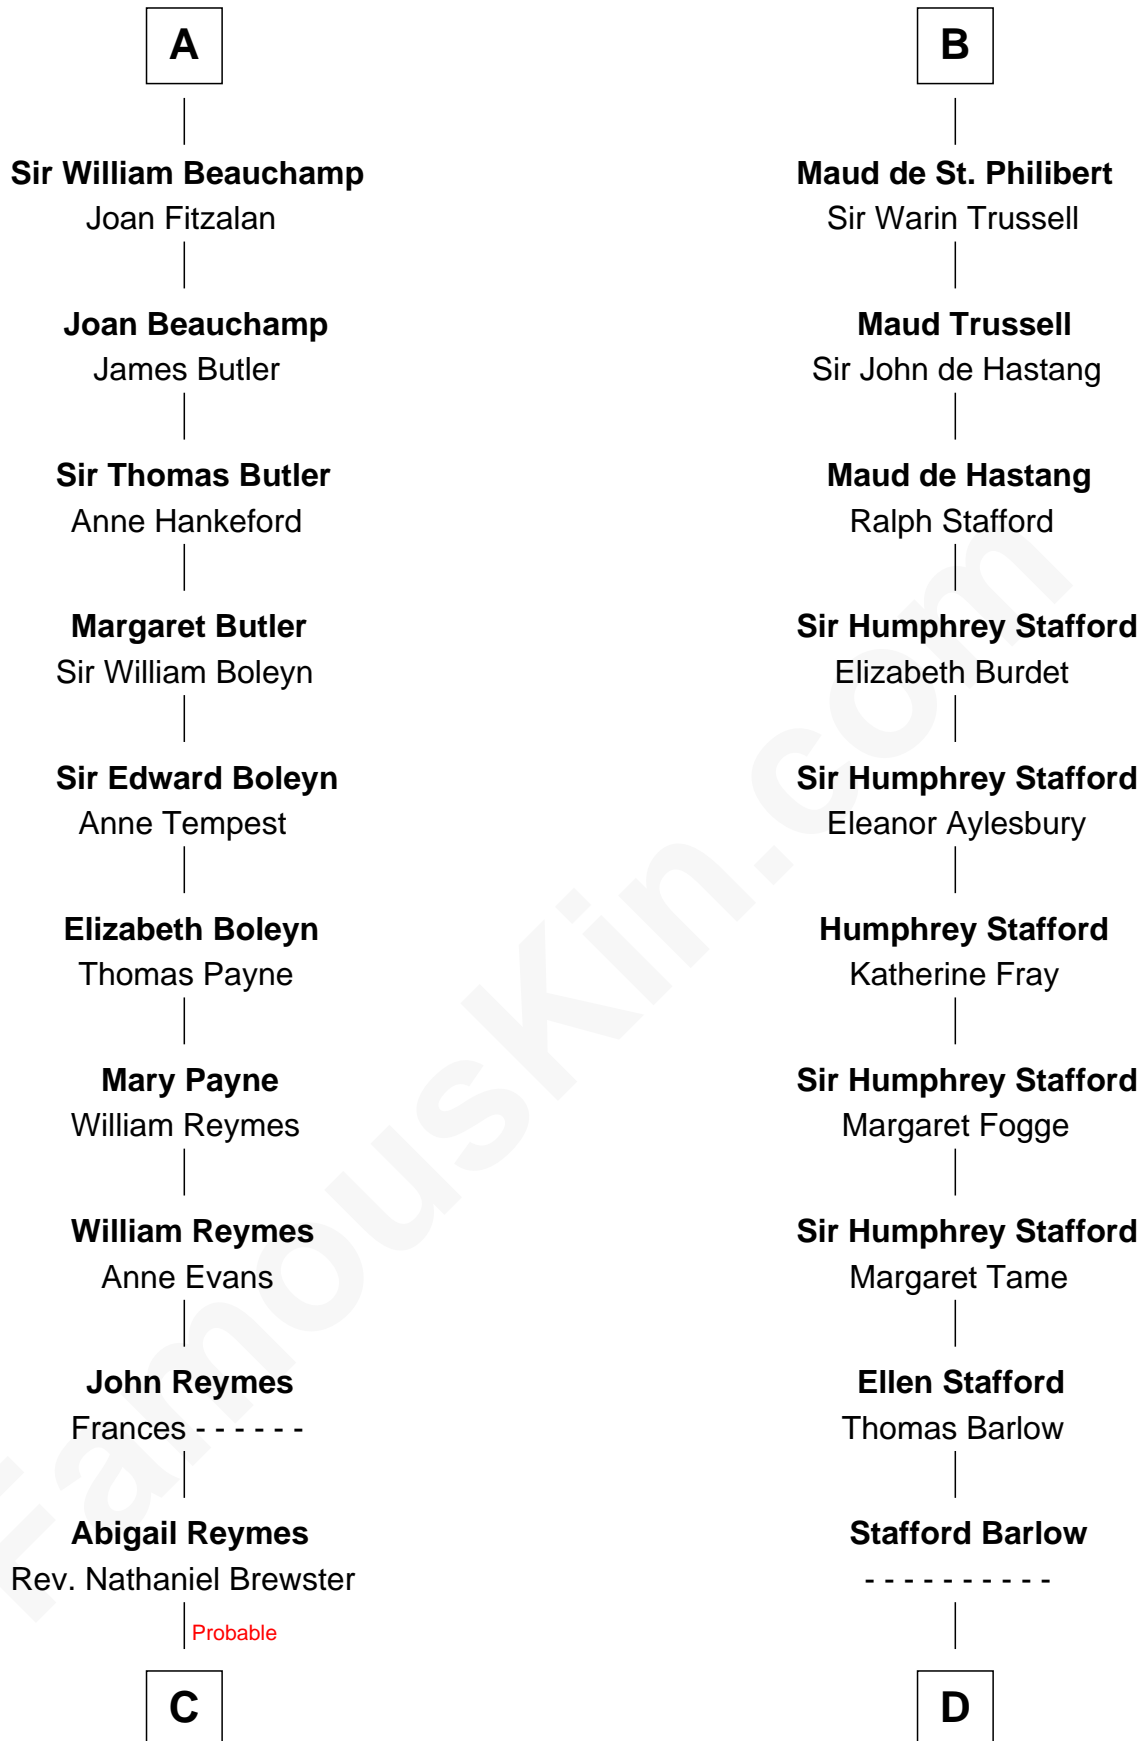 A
Sir William Beauchamp
Joan Fitzalan
Joan Beauchamp
James Butler
Sir Thomas Butler
Anne Hankeford
Margaret Butler
Sir William Boleyn
Sir Edward Boleyn
Anne Tempest
Elizabeth Boleyn
Thomas Payne
Mary Payne
William Reymes
William Reymes
Anne Evans
John Reymes
Frances - - - - - -
Abigail Reymes
Rev. Nathaniel Brewster
Probable
C
B
Maud de St. Philibert
Sir Warin Trussell
Maud Trussell
Sir John de Hastang
Maud de Hastang
Ralph Stafford
Sir Humphrey Stafford
Elizabeth Burdet
Sir Humphrey Stafford
Eleanor Aylesbury
Humphrey Stafford
Katherine Fray
Sir Humphrey Stafford
Margaret Fogge
Sir Humphrey Stafford
Margaret Tame
Ellen Stafford
Thomas Barlow
Stafford Barlow
- - - - - - - - - -
D
FamousKin.com